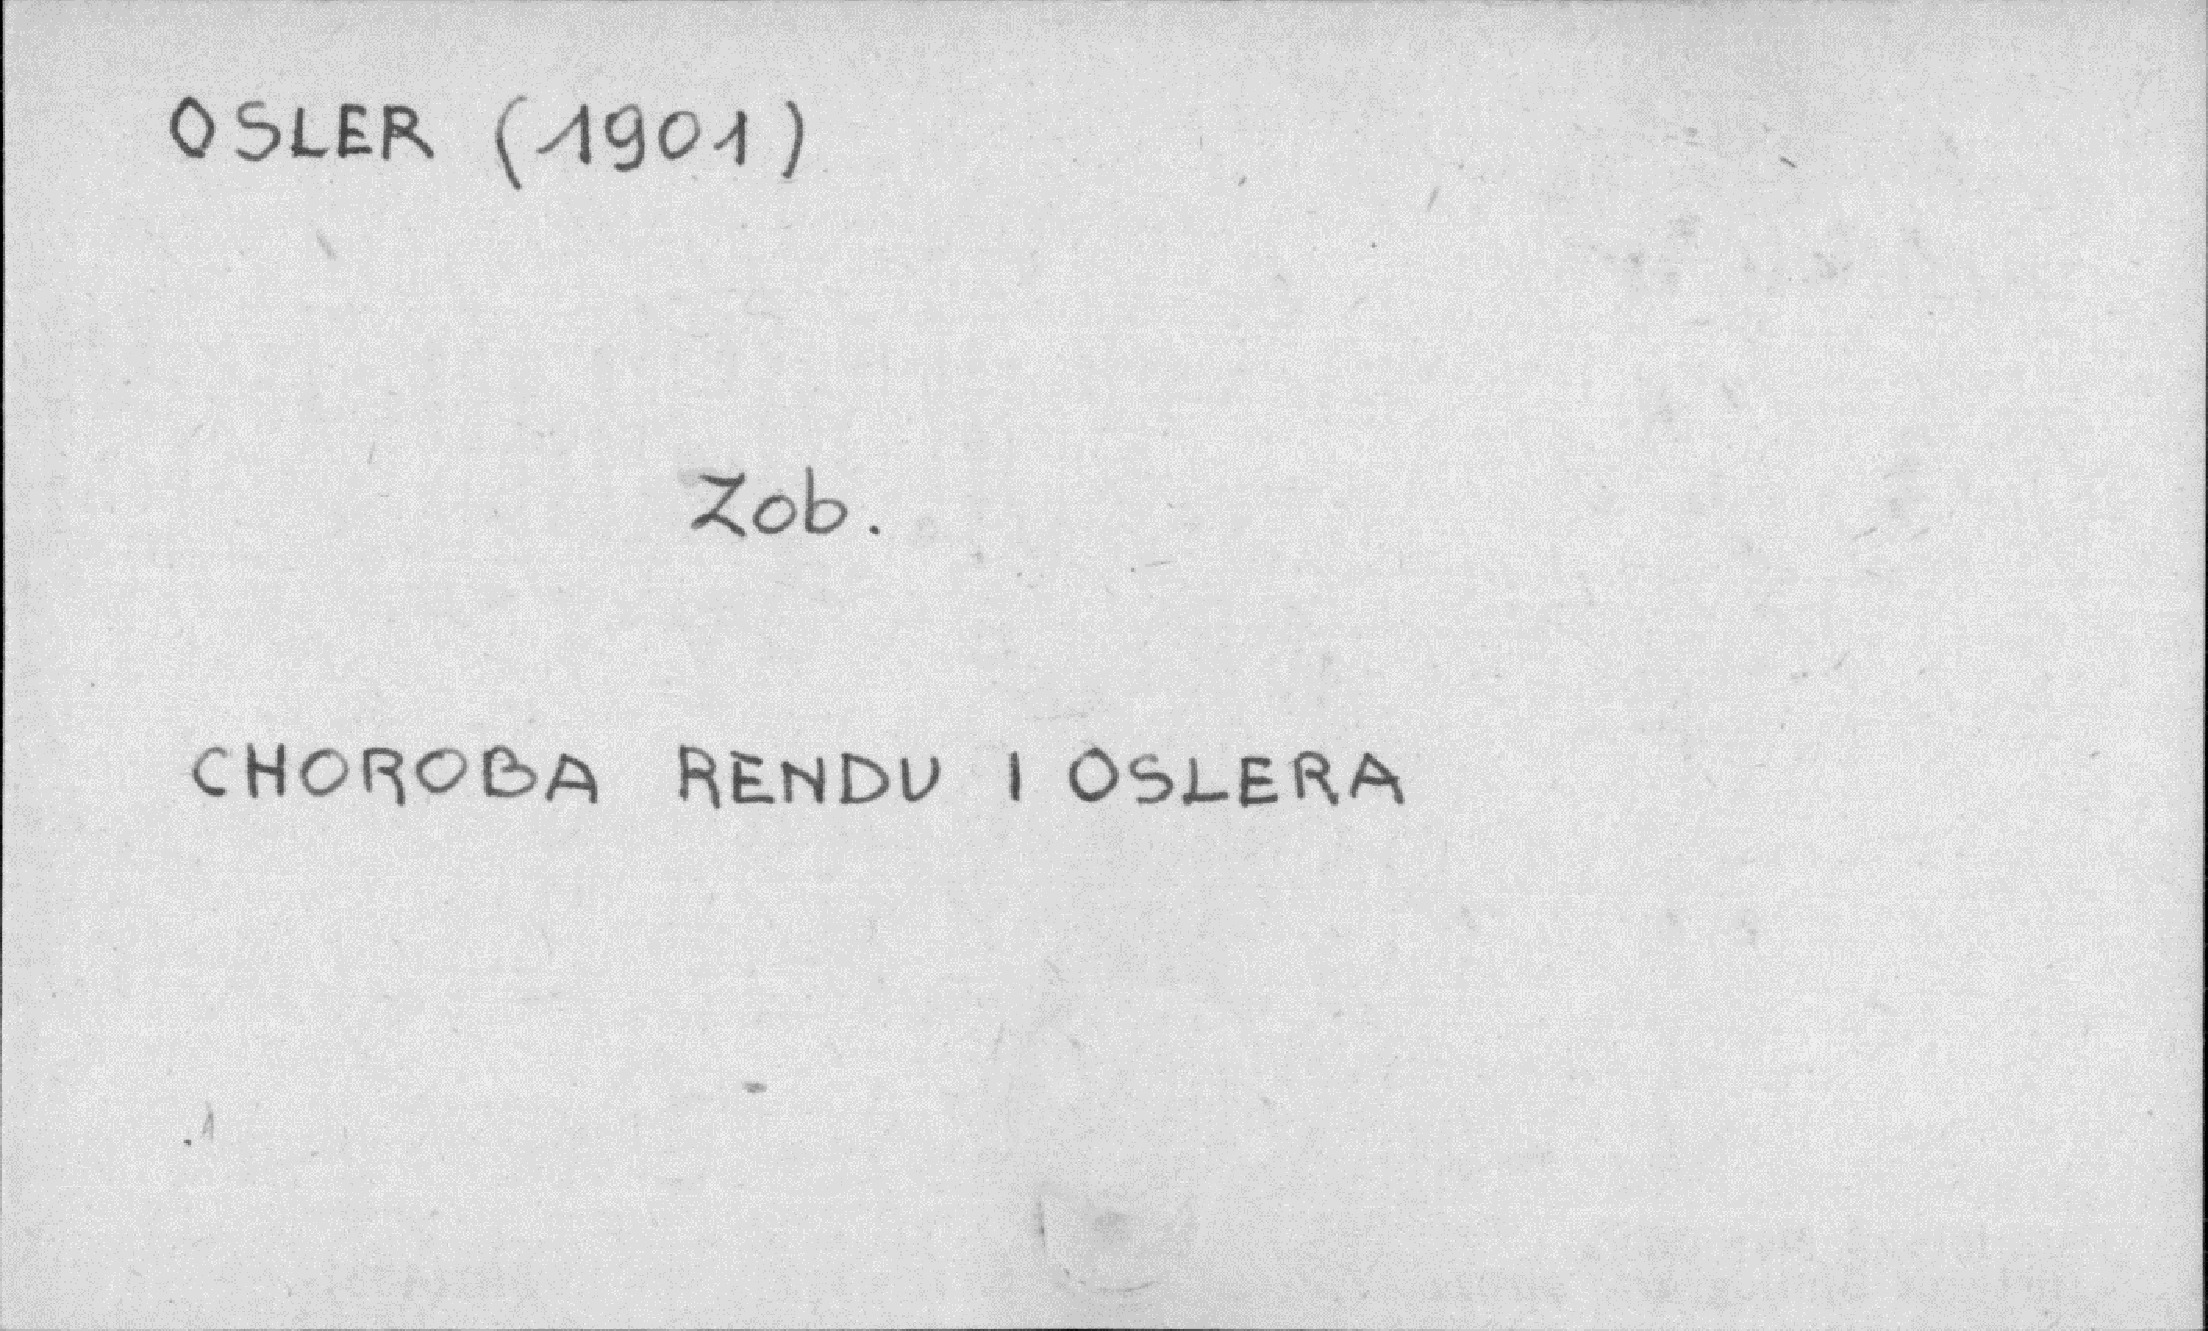 OSLER (1901)
Zob.
CHOROBA RENDU I OSLERA